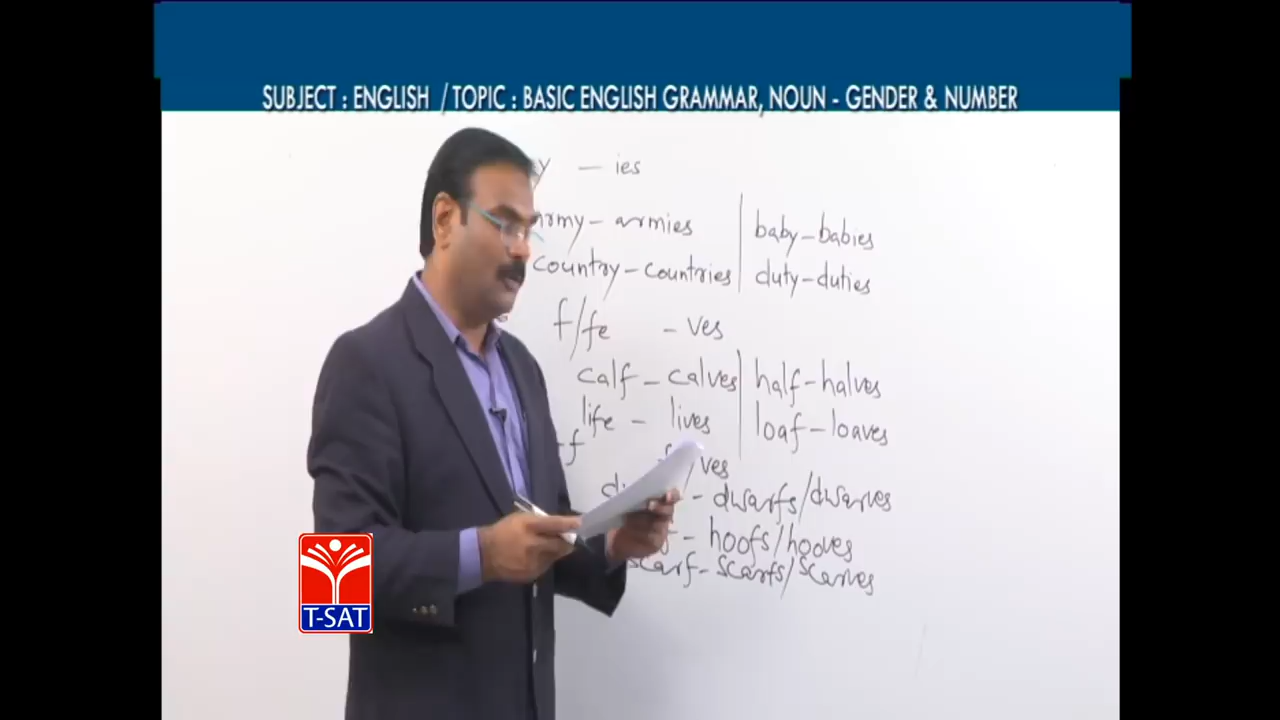 SUBJECT : ENGLISH / TOPIC : BASIC ENGLISH GRAMMAR, NOUN - GENDER & NUMBER
y — ies
army - armies baby - babies
country - countries duty - duties
f/fe - ves
calf - calves half - halves
life - lives loaf - loaves
f ves
- dwarfs/dwarves
- hoofs/hooves
scarf - scarfs/scarves
T-SAT